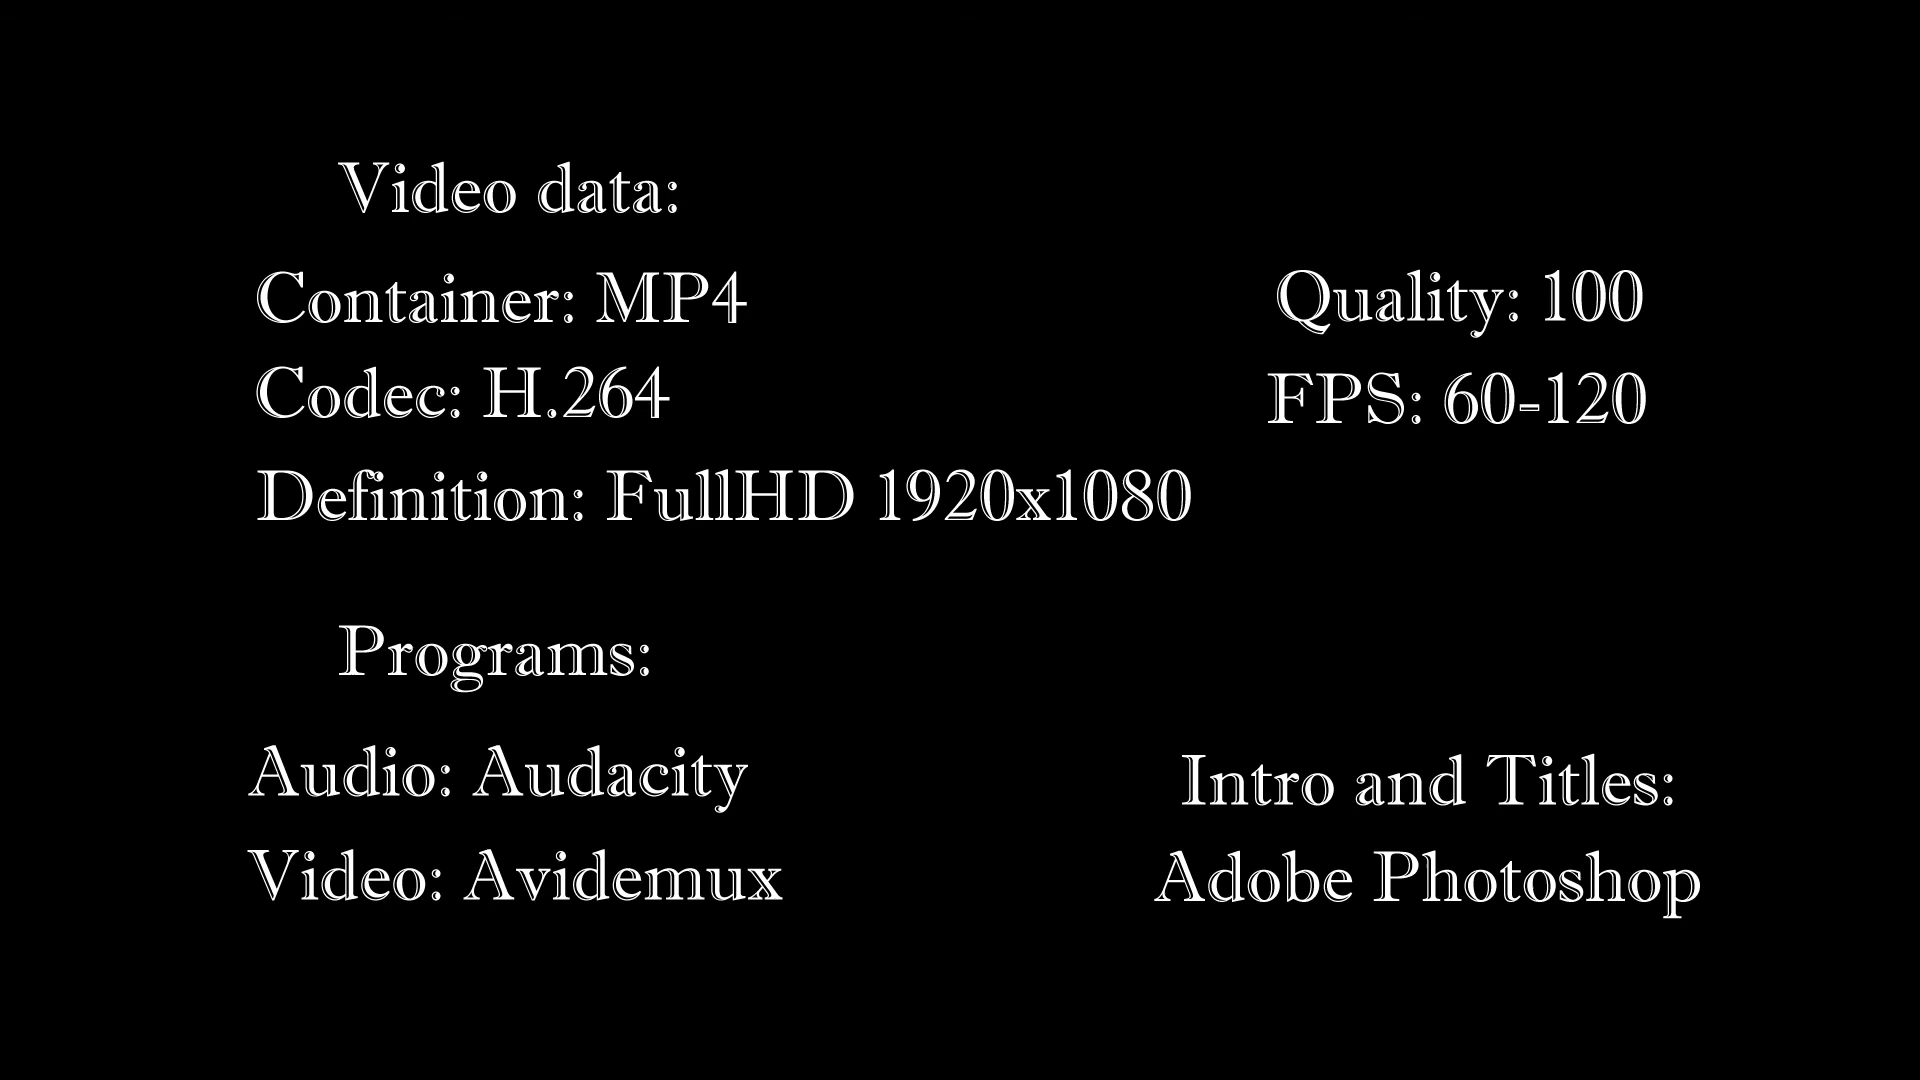 Video data:
Container: MP4
Quality: 100
Codec: H.264
FPS: 60-120
Definition: FullHD 1920x1080
Programs:
Audio: Audacity
Intro and Titles:
Video: Avidemux
Adobe Photoshop